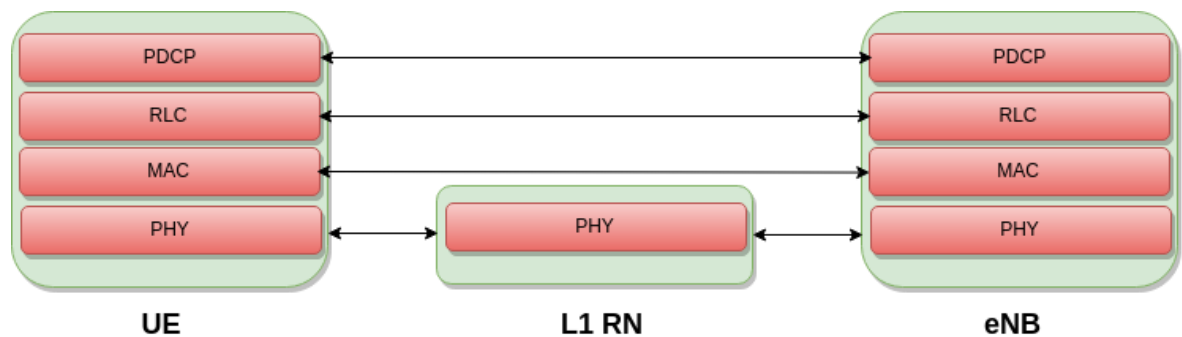 PDCP PDCP
RLC RLC
MAC MAC
PHY PHY PHY
UE L1 RN eNB